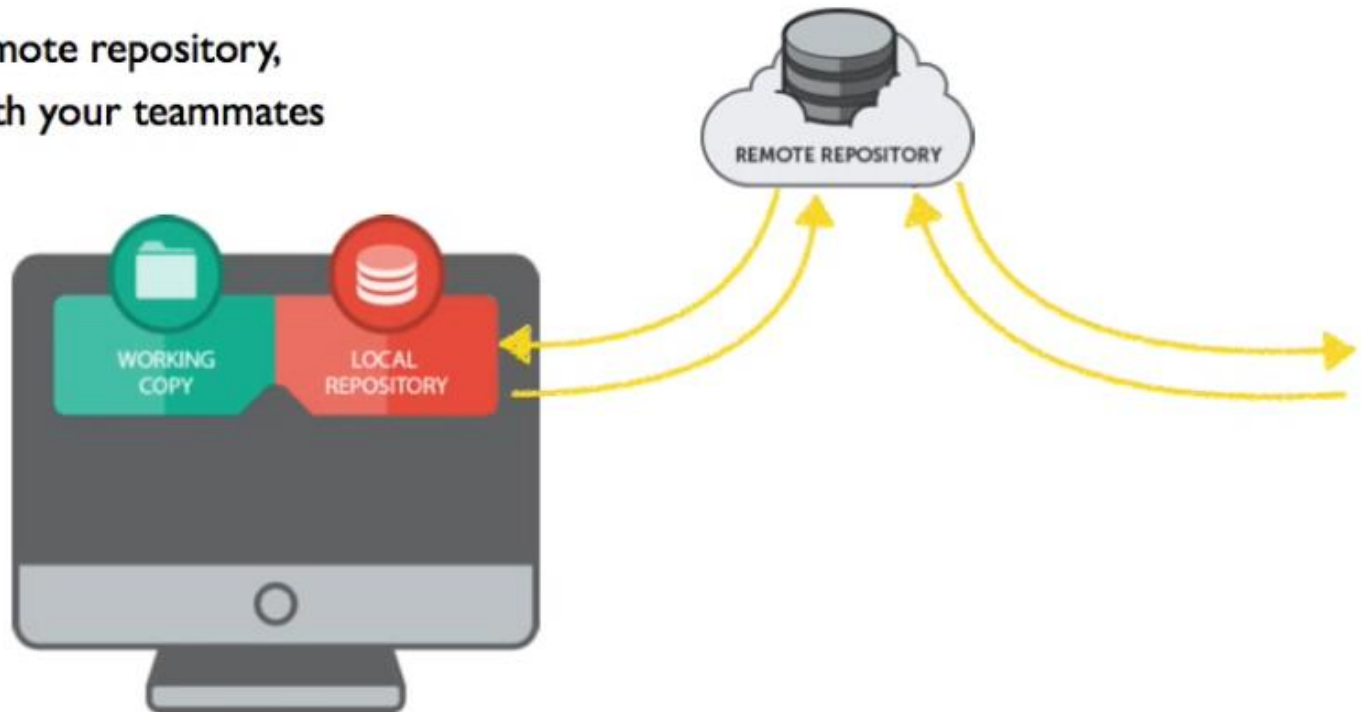 mote repository,
th your teammates
REMOTE REPOSITORY
WORKING
COPY
LOCAL
REPOSITORY